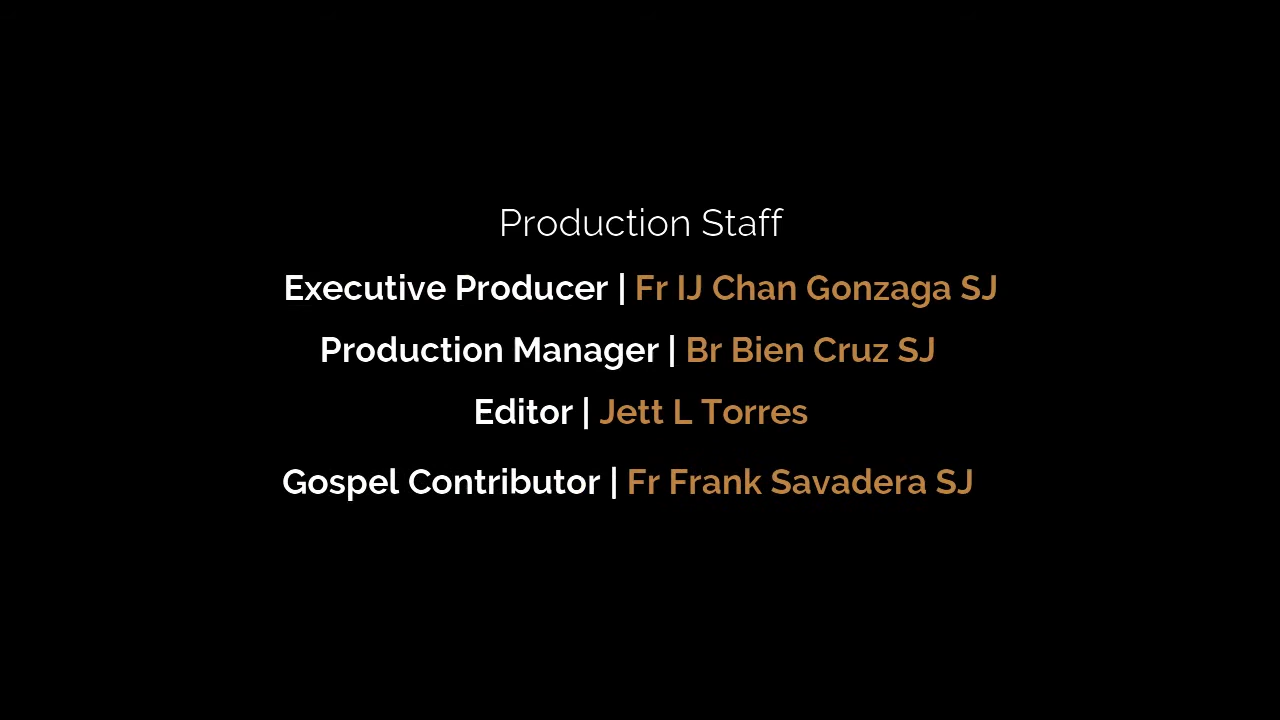 Production Staff
Executive Producer | Fr IJ Chan Gonzaga SJ
Production Manager | Br Bien Cruz SJ
Editor | Jett L Torres
Gospel Contributor | Fr Frank Savadera SJ